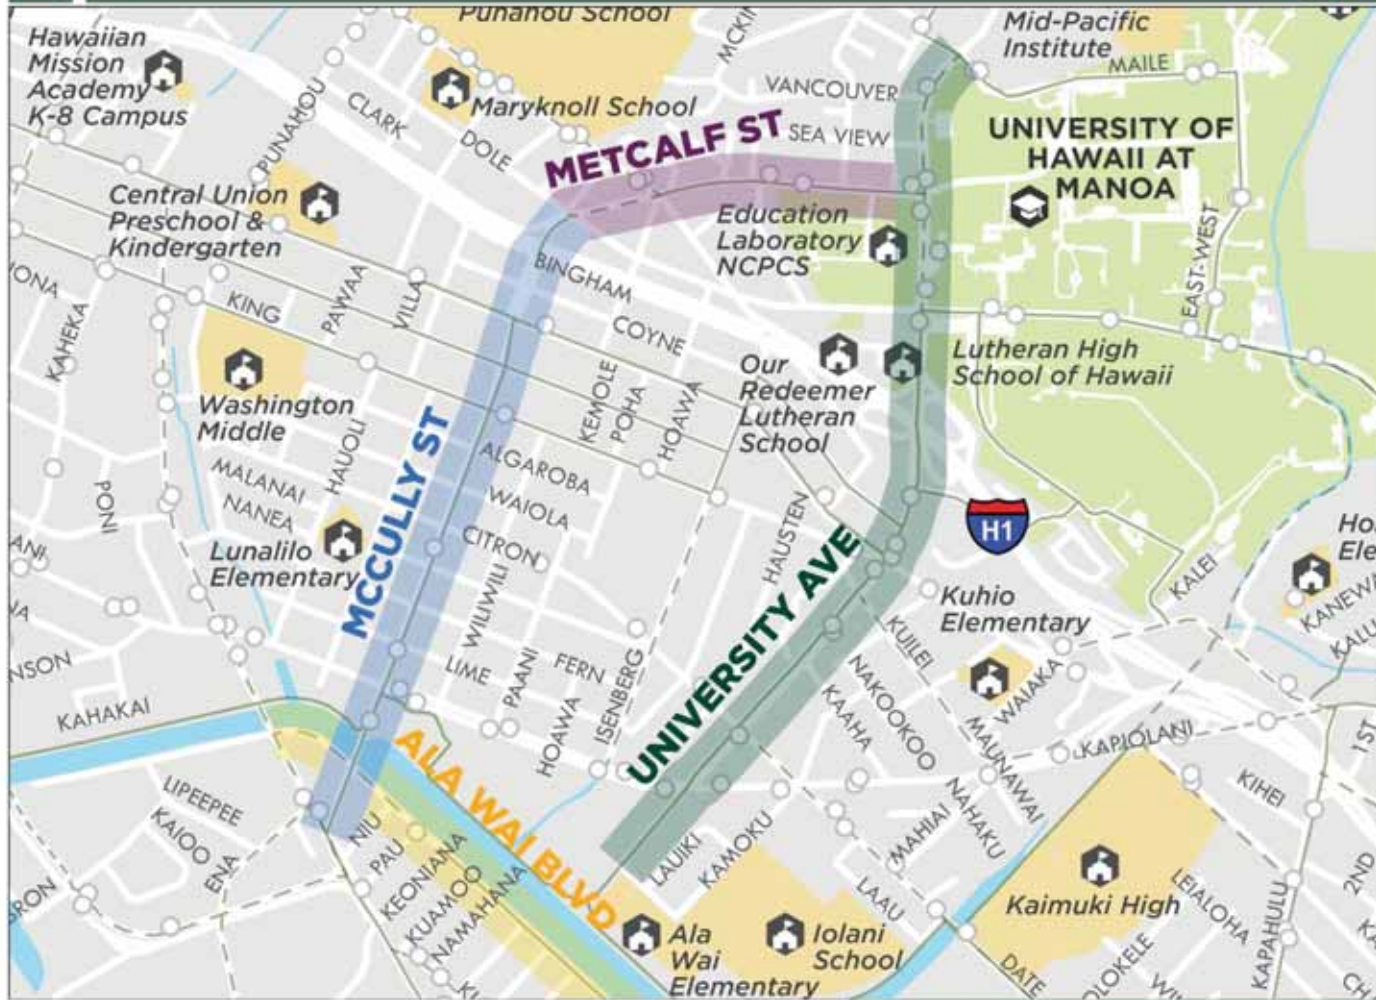 Punahou School
Hawaiian
Mission
Academy
K-8 Campus
Mid-Pacific
Institute
MAILE
VANCOUVER
Maryknoll School
CLARK
PUNAHOU
DOLE
METCALF ST
SEA VIEW
UNIVERSITY OF
HAWAII AT
MANOA
Central Union
Preschool &
Kindergarten
Education
Laboratory
NCPCS
EAST-WEST
BINGHAM
KING
PAWAA
VILLA
COYNE
KAHEKA
Our
Redeemer
Lutheran
School
Lutheran High
School of Hawaii
Washington
Middle
KEMOLE
POHA
HOAWA
HAUOLI
MCCULLY ST
ALGAROBA
MALANAI
NANEA
WAIOLA
PONI
CITRON
HAUSTEN
H1
Lunalilo
Elementary
UNIVERSITY AVE
KALEI
Kuhio
Elementary
WILIWILI
KUILEI
LIME
PAANI
FERN
ISENBERG
HOAWA
NAKOOKOO
KAAHA
WAIAKA
MAUNAWAI
KAHAKAI
KAPIOLANI
1ST
ALA WAI BLVD
LIPEEPEE
KAIOO
ENA
NIU
PAU
KEONIANA
KUAMOO
NAMAHANA
LAUIKI
KAMOKU
MAHIAI
NAHAKU
KIHEI
LAAU
Kaimuki High
LEIALOHA
KAPAHULU
2ND
Ala
Wai
Elementary
Iolani
School
DATE